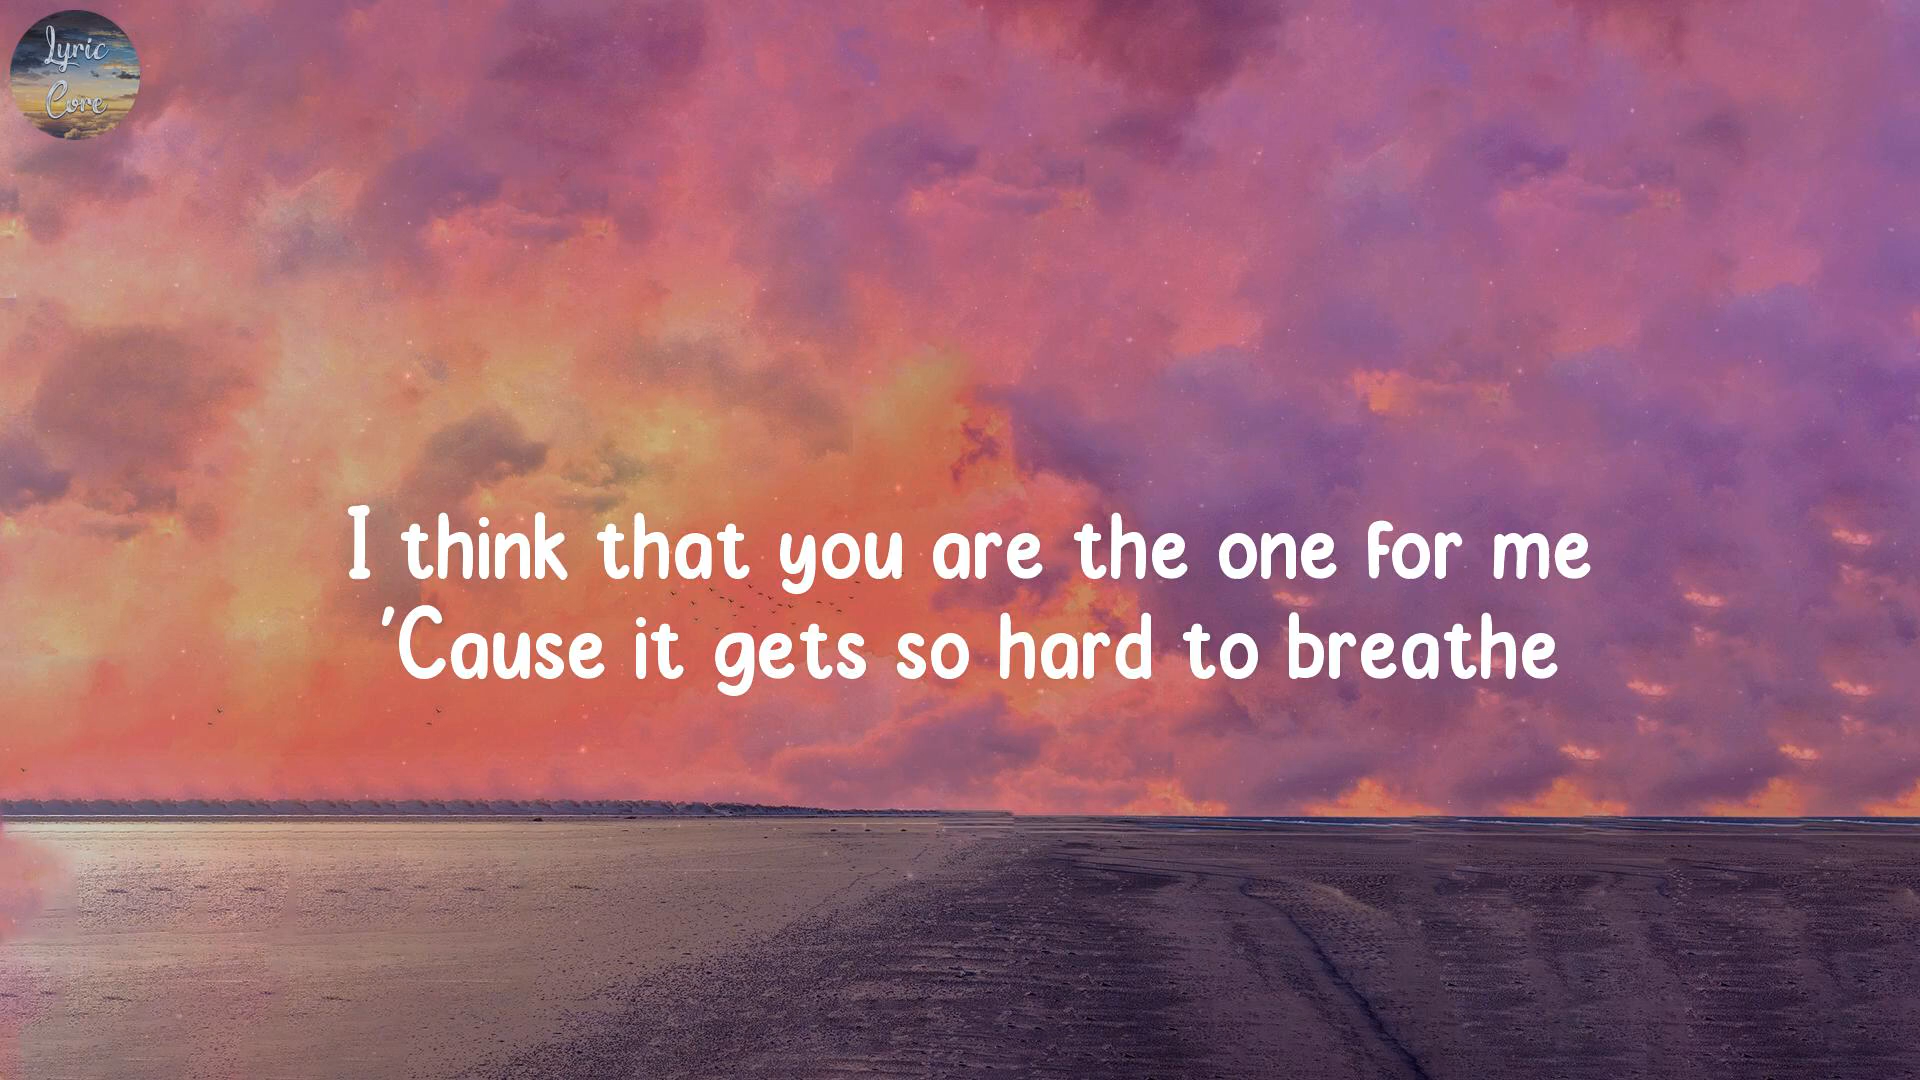 Lyric
Core
I think that you are the one for me
'Cause it gets so hard to breathe